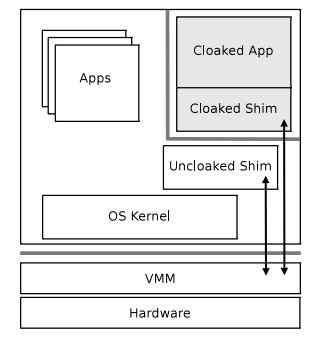 Cloaked App
Apps
Cloaked Shim
Uncloaked Shim
OS Kernel
VMM
Hardware